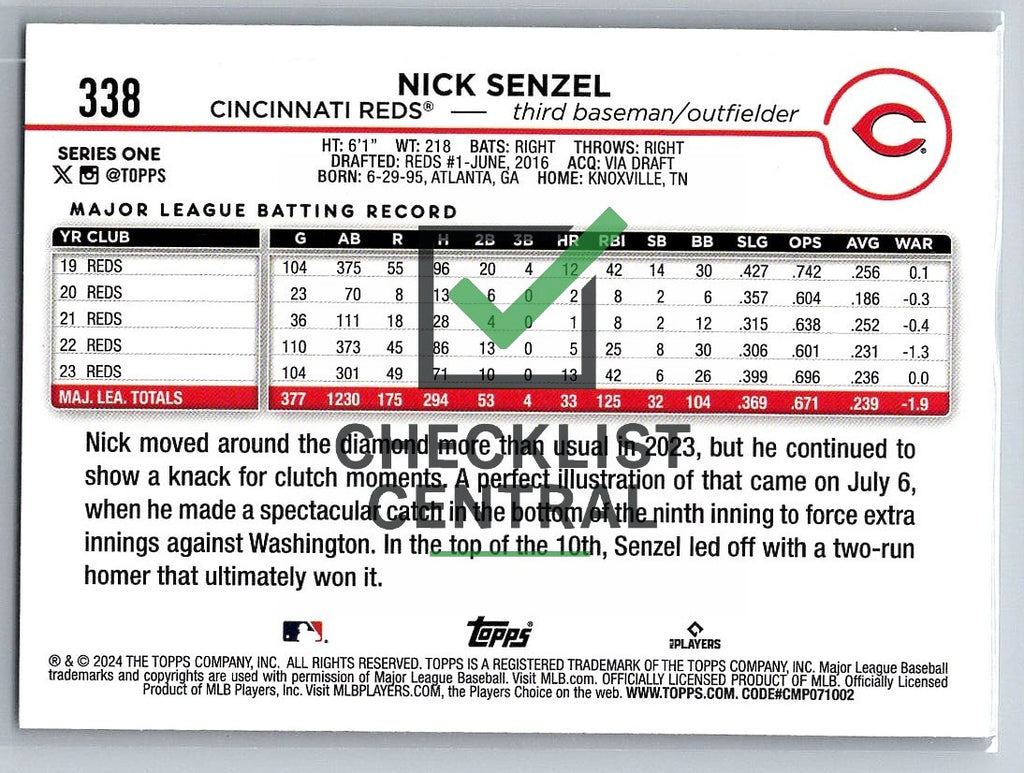 338
NICK SENZEL
CINCINNATI REDS® — third baseman/outfielder
SERIES ONE
@TOPPS
HT: 6'1" WT: 218 BATS: RIGHT THROWS: RIGHT
DRAFTED: REDS #1-JUNE, 2016 ACQ: VIA DRAFT
BORN: 6-29-95, ATLANTA, GA HOME: KNOXVILLE, TN
C
MAJOR LEAGUE BATTING RECORD
YR CLUB G AB R H 2B 3B HR RBI SB BB SLG OPS AVG WAR
19 REDS 104 375 55 96 20 4 12 42 14 30 .427 .742 .256 0.1
20 REDS 23 70 8 13 6 0 2 8 2 6 .357 .604 .186 -0.3
21 REDS 36 111 18 28 4 0 1 8 2 12 .315 .638 .252 -0.4
22 REDS 110 373 45 86 13 0 5 25 8 30 .306 .601 .231 -1.3
23 REDS 104 301 49 71 10 0 13 42 6 26 .399 .696 .236 0.0
MAJ. LEA. TOTALS 377 1230 175 294 53 4 33 125 32 104 .369 .671 .239 -1.9
Nick moved around the diamond more than usual in 2023, but he continued to
show a knack for clutch moments. A perfect illustration of that came on July 6,
when he made a spectacular catch in the bottom of the ninth inning to force extra
innings against Washington. In the top of the 10th, Senzel led off with a two-run
homer that ultimately won it.
CHECKLIST
CENTRAL
topps®
MLB PLAYERS
® & © 2024 THE TOPPS COMPANY, INC. ALL RIGHTS RESERVED. TOPPS IS A REGISTERED TRADEMARK OF THE TOPPS COMPANY, INC. Major League Baseball
trademarks and copyrights are used with permission of Major League Baseball. Visit MLB.com. OFFICIALLY LICENSED PRODUCT OF MLB. Officially Licensed
Product of MLB Players, Inc. Visit MLBPLAYERS.COM, the Players Choice on the web. WWW.TOPPS.COM. CODE#CMP071002